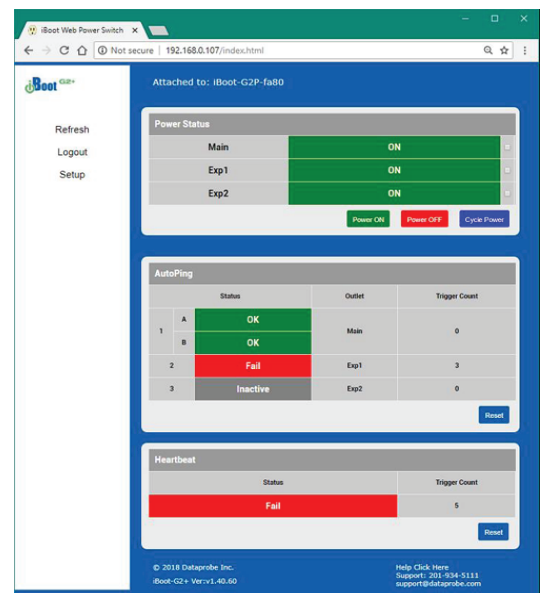 iBoot Web Power Switch
Not secure | 192.168.0.107/index.html
iBoot G2+
Attached to: iBoot-G2P-fa80
Refresh
Logout
Setup
Power Status
Main ON
Exp1 ON
Exp2 ON
Power ON Power OFF Cycle Power
AutoPing
Status Outlet Trigger Count
1 A OK Main 0
B OK
2 Fail Exp1 3
3 Inactive Exp2 0
Reset
Heartbeat
Status Trigger Count
Fail 5
Reset
© 2018 Dataprobe Inc.
iBoot-G2+ Ver:v1.40.60
Help Click Here
Support: 201-934-5111
support@dataprobe.com